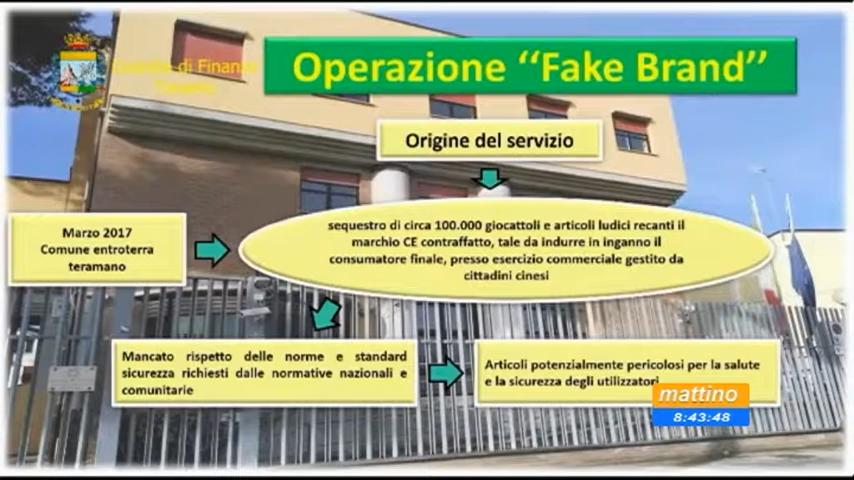 Guardia di Finanza
Teramo
Operazione “Fake Brand”
Origine del servizio
Marzo 2017
Comune entroterra
teramano
sequestro di circa 100.000 giocattoli e articoli ludici recanti il
marchio CE contraffatto, tale da indurre in inganno il
consumatore finale, presso esercizio commerciale gestito da
cittadini cinesi
Mancato rispetto delle norme e standard
sicurezza richiesti dalle normative nazionali e
comunitarie
Articoli potenzialmente pericolosi per la salute
e la sicurezza degli utilizzatori
mattino
8:43:48